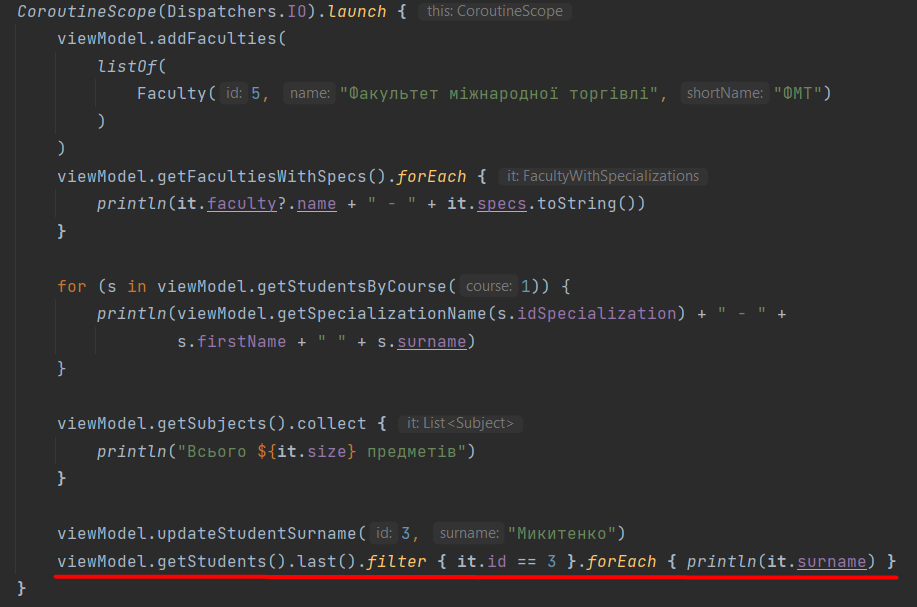 CoroutineScope(Dispatchers.IO).launch { this: CoroutineScope
viewModel.addFaculties(
listOf(
Faculty( id: 5, name: "Факультет міжнародної торгівлі", shortName: "ФМТ")
)
)
viewModel.getFacultiesWithSpecs().forEach { it: FacultyWithSpecializations
println(it.faculty?.name + " - " + it.specs.toString())
}
for (s in viewModel.getStudentsByCourse( course: 1)) {
println(viewModel.getSpecializationName(s.idSpecialization) + " - " +
s.firstName + " " + s.surname)
}
viewModel.getSubjects().collect { it: List<Subject>
println("Всього ${it.size} предметів")
}
viewModel.updateStudentSurname( id: 3, surname: "Микитенко")
viewModel.getStudents().last().filter { it.id == 3 }.forEach { println(it.surname) }
}